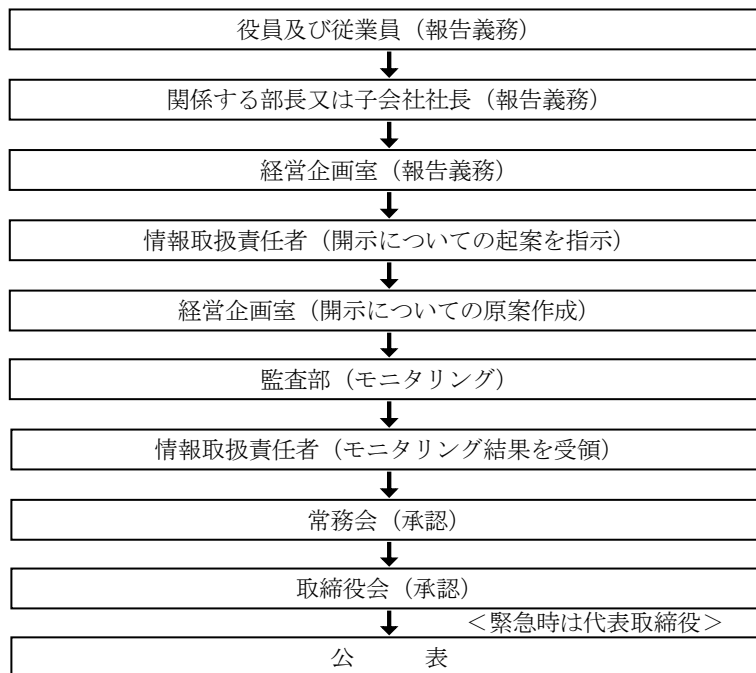 役員及び従業員（報告義務）
関係する部長又は子会社社長（報告義務）
経営企画室（報告義務）
情報取扱責任者（開示についての起案を指示）
経営企画室（開示についての原案作成）
監査部（モニタリング）
情報取扱責任者（モニタリング結果を受領）
常務会（承認）
取締役会（承認）
＜緊急時は代表取締役＞
公　　　表